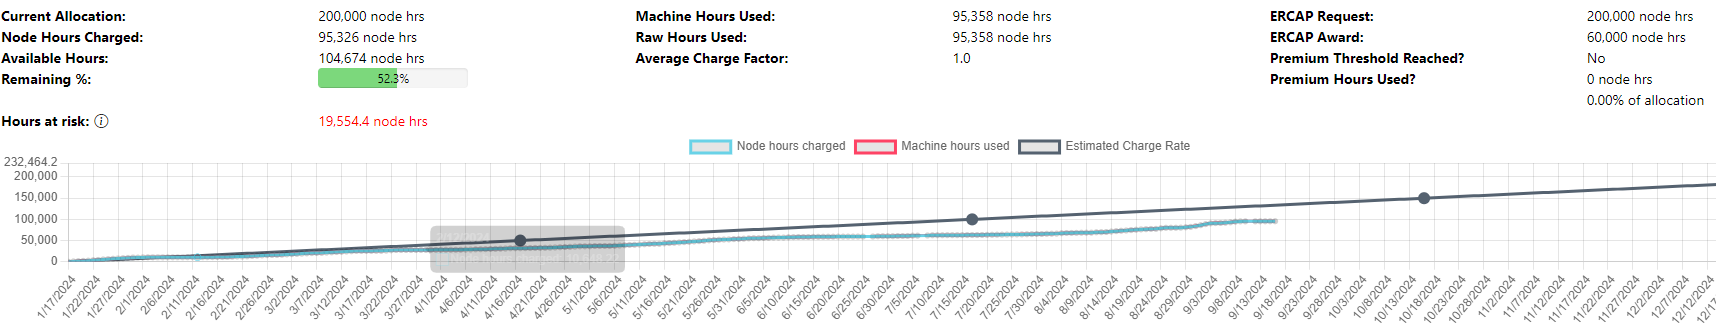 Current Allocation: 200,000 node hrs Machine Hours Used: 95,358 node hrs ERCAP Request: 200,000 node hrs
Node Hours Charged: 95,326 node hrs Raw Hours Used: 95,358 node hrs ERCAP Award: 60,000 node hrs
Available Hours: 104,674 node hrs Average Charge Factor: 1.0 Premium Threshold Reached? No
Remaining %: 52.3% Premium Hours Used? 0 node hrs
0.00% of allocation
Hours at risk: 19,554.4 node hrs
Node hours charged Machine hours used Estimated Charge Rate
232,464.2
200,000
150,000
100,000
50,000
0
1/17/2024 1/22/2024 1/27/2024 2/1/2024 2/6/2024 2/11/2024 2/16/2024 2/21/2024 2/26/2024 3/2/2024 3/7/2024 3/12/2024 3/17/2024 3/22/2024 3/27/2024 4/1/2024 4/6/2024 4/11/2024 4/16/2024 4/21/2024 4/26/2024 5/1/2024 5/6/2024 5/11/2024 5/16/2024 5/21/2024 5/26/2024 5/31/2024 6/5/2024 6/10/2024 6/15/2024 6/20/2024 6/25/2024 6/30/2024 7/5/2024 7/10/2024 7/15/2024 7/20/2024 7/25/2024 7/30/2024 8/4/2024 8/9/2024 8/14/2024 8/19/2024 8/24/2024 8/29/2024 9/3/2024 9/8/2024 9/13/2024 9/18/2024 9/23/2024 9/28/2024 10/3/2024 10/8/2024 10/13/2024 10/18/2024 10/23/2024 10/28/2024 11/2/2024 11/7/2024 11/12/2024 11/17/2024 11/22/2024 11/27/2024 12/2/2024 12/7/2024 12/12/2024 12/17